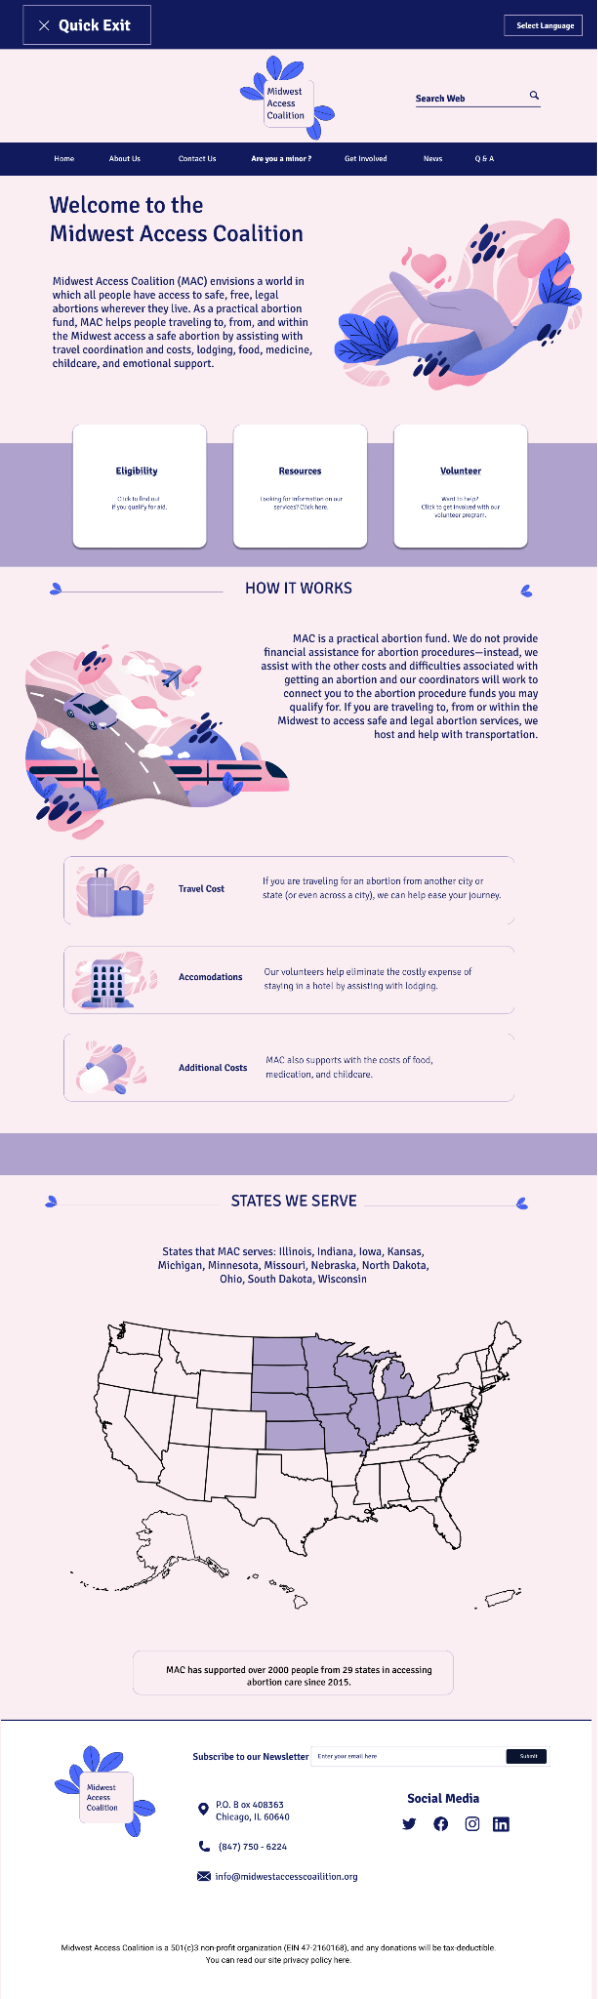 Quick Exit
Select Language
Midwest
Access
Coalition
Search Web
Home About Us Contact Us Are you a minor ? Get Involved News Q & A
Welcome to the
Midwest Access Coalition
Midwest Access Coalition (MAC) envisions a world in
which all people have access to safe, free, legal
abortions wherever they live. As a practical abortion
fund, MAC helps people traveling to, from, and within
the Midwest access a safe abortion by assisting with
travel coordination and costs, lodging, food, medicine,
childcare, and emotional support.
Eligibility
Click to find out
if you qualify for aid.
Resources
Looking for information on our
services? Click here.
Volunteer
Want to help?
Click to get involved with our
volunteer program.
HOW IT WORKS
MAC is a practical abortion fund. We do not provide
financial assistance for abortion procedures—instead, we
assist with the other costs and difficulties associated with
getting an abortion and our coordinators will work to
connect you to the abortion procedure funds you may
qualify for. If you are traveling to, from or within the
Midwest to access safe and legal abortion services, we
host and help with transportation.
Travel Cost
If you are traveling for an abortion from another city or
state (or even across a city), we can help ease your journey.
Accomodations
Our volunteers help eliminate the costly expense of
staying in a hotel by assisting with lodging.
Additional Costs
MAC also supports with the costs of food,
medication, and childcare.
STATES WE SERVE
States that MAC serves: Illinois, Indiana, Iowa, Kansas,
Michigan, Minnesota, Missouri, Nebraska, North Dakota,
Ohio, South Dakota, Wisconsin
MAC has supported over 2000 people from 29 states in accessing
abortion care since 2015.
Midwest
Access
Coalition
Subscribe to our Newsletter Enter your email here Submit
P.O. B ox 408363
Chicago, IL 60640
(847) 750 - 6224
info@midwestaccesscoailition.org
Social Media
Midwest Access Coalition is a 501(c)3 non-profit organization (EIN 47-2160168), and any donations will be tax-deductible.
You can read our site privacy policy here.